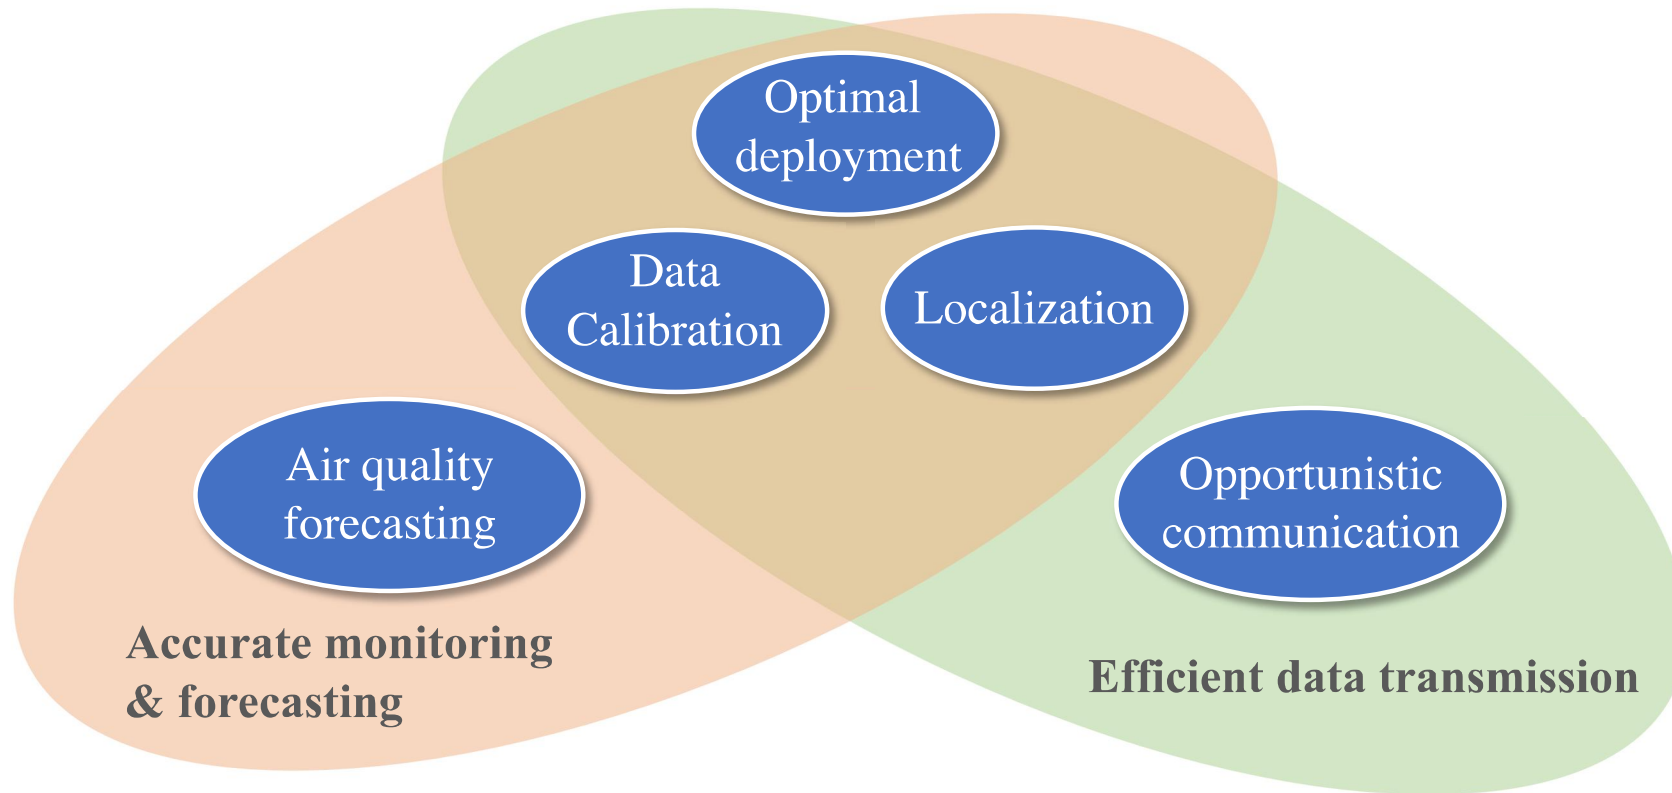 Optimal
deployment
Data
Calibration
Localization
Air quality
forecasting
Opportunistic
communication
Accurate monitoring
& forecasting
Efficient data transmission